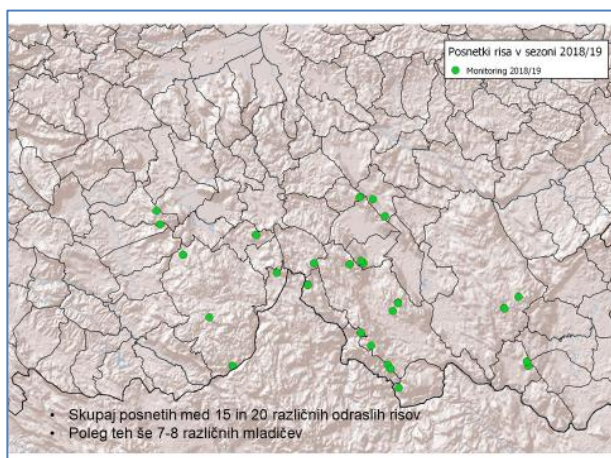 Posnetki risa v sezoni 2018/19
Monitoring 2018/19
• Skupaj posnetih med 15 in 20 različnih odraslih risov
• Poleg teh še 7-8 različnih mladičev